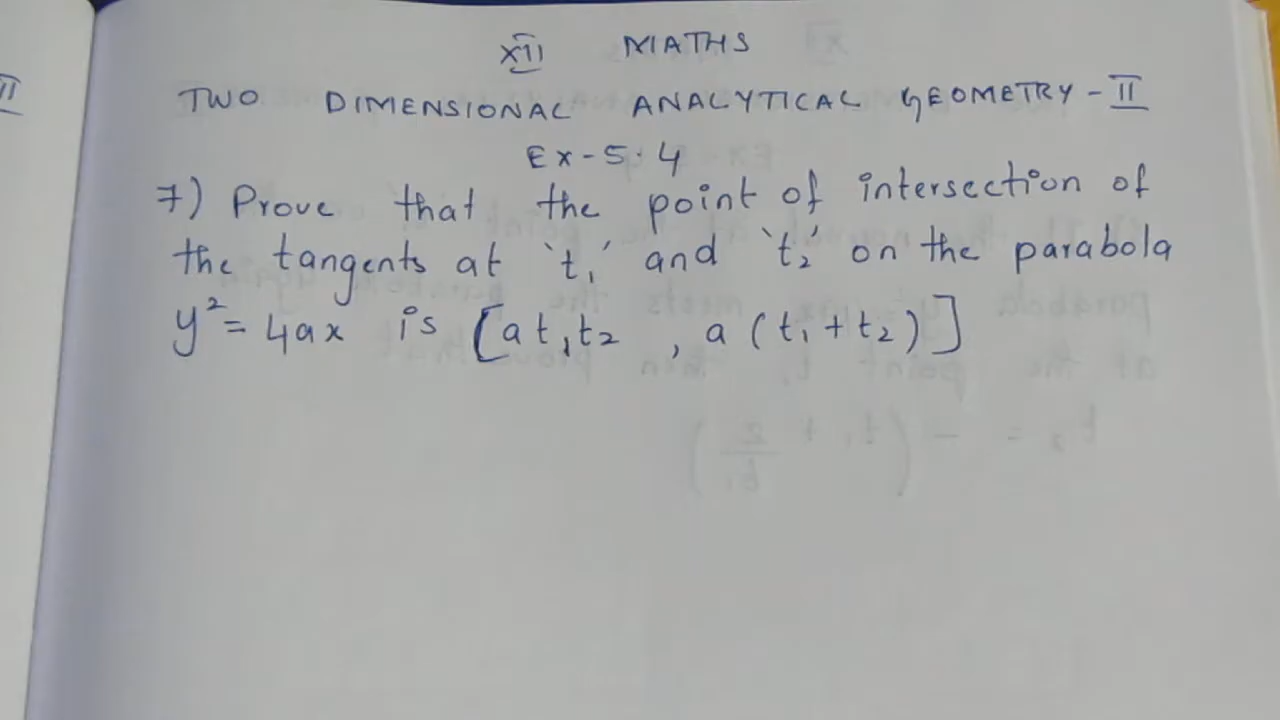 II
XII MATHS
TWO DIMENSIONAL ANALYTICAL GEOMETRY - II
Ex - 5.4
7) Prove that the point of intersection of
the tangents at 't₁' and 't₂' on the parabola
y² = 4ax is [at₁t₂ , a (t₁ + t₂)]